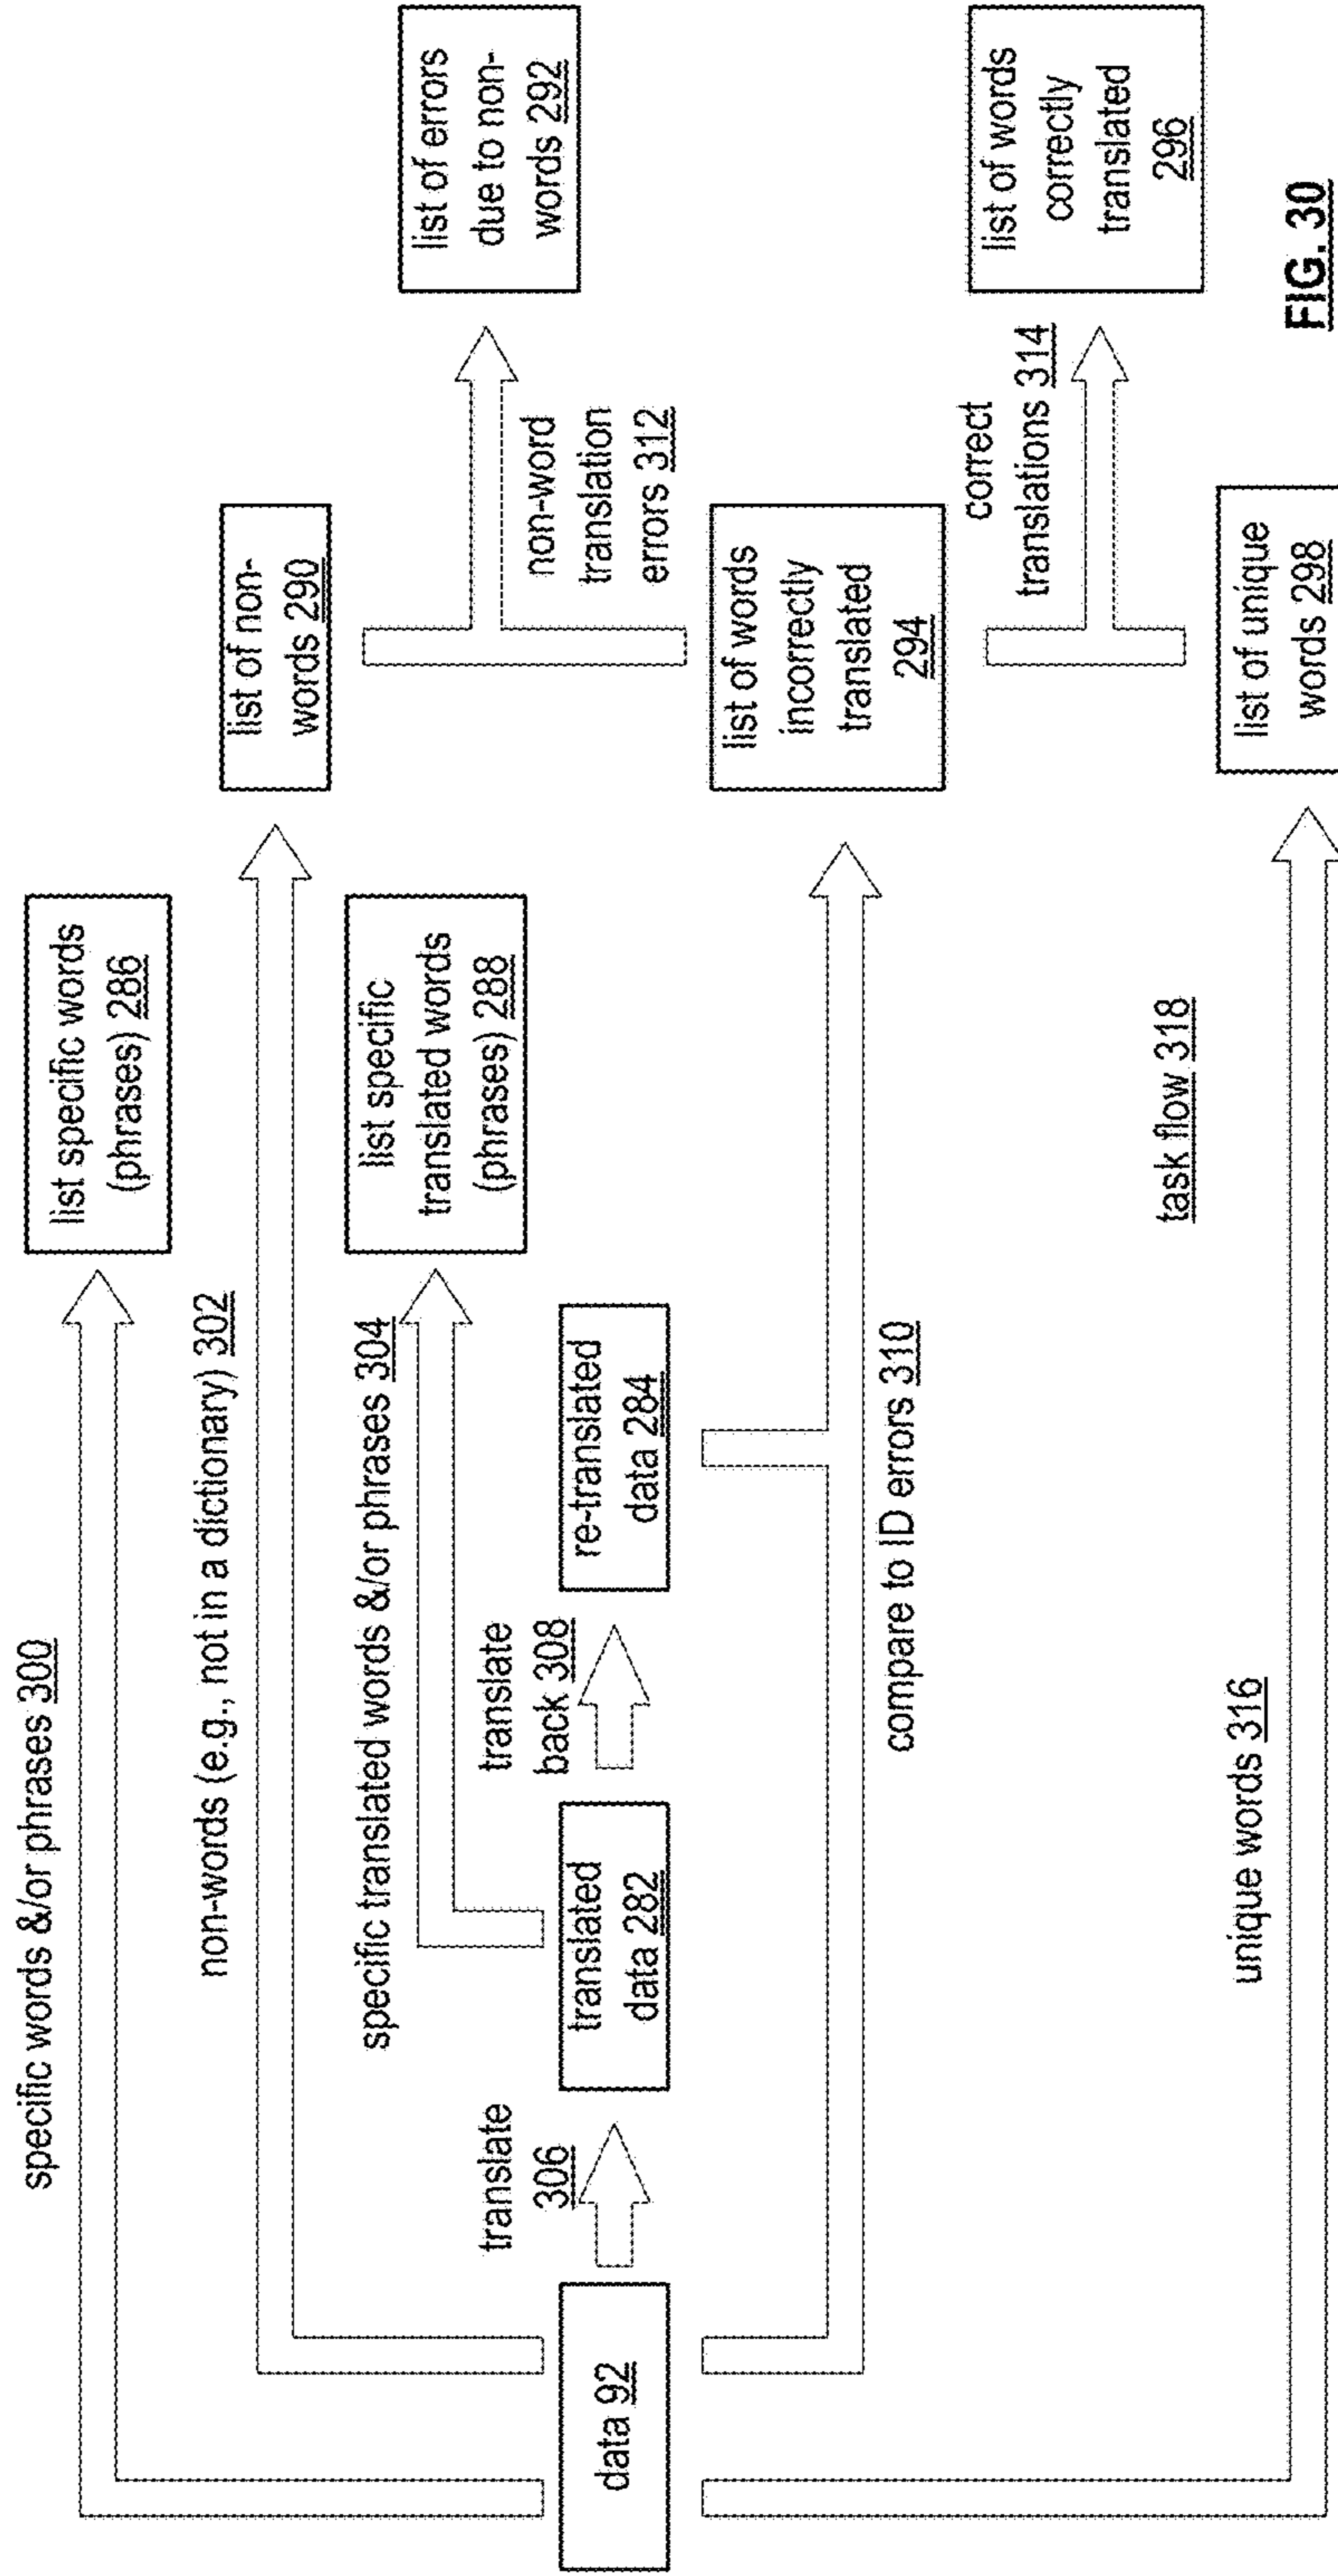 specific words &/or phrases 300
list specific words
(phrases) 286
non-words (e.g., not in a dictionary) 302
list of non-
words 290
specific translated words &/or phrases 304
list specific
translated words
(phrases) 288
list of errors
due to non-
words 292
non-word
translation
errors 312
translate
306
translate
back 308
data 92
translated
data 282
re-translated
data 284
compare to ID errors 310
list of words
incorrectly
translated
294
correct
translations 314
list of words
correctly
translated
296
task flow 318
unique words 316
list of unique
words 298
FIG. 30